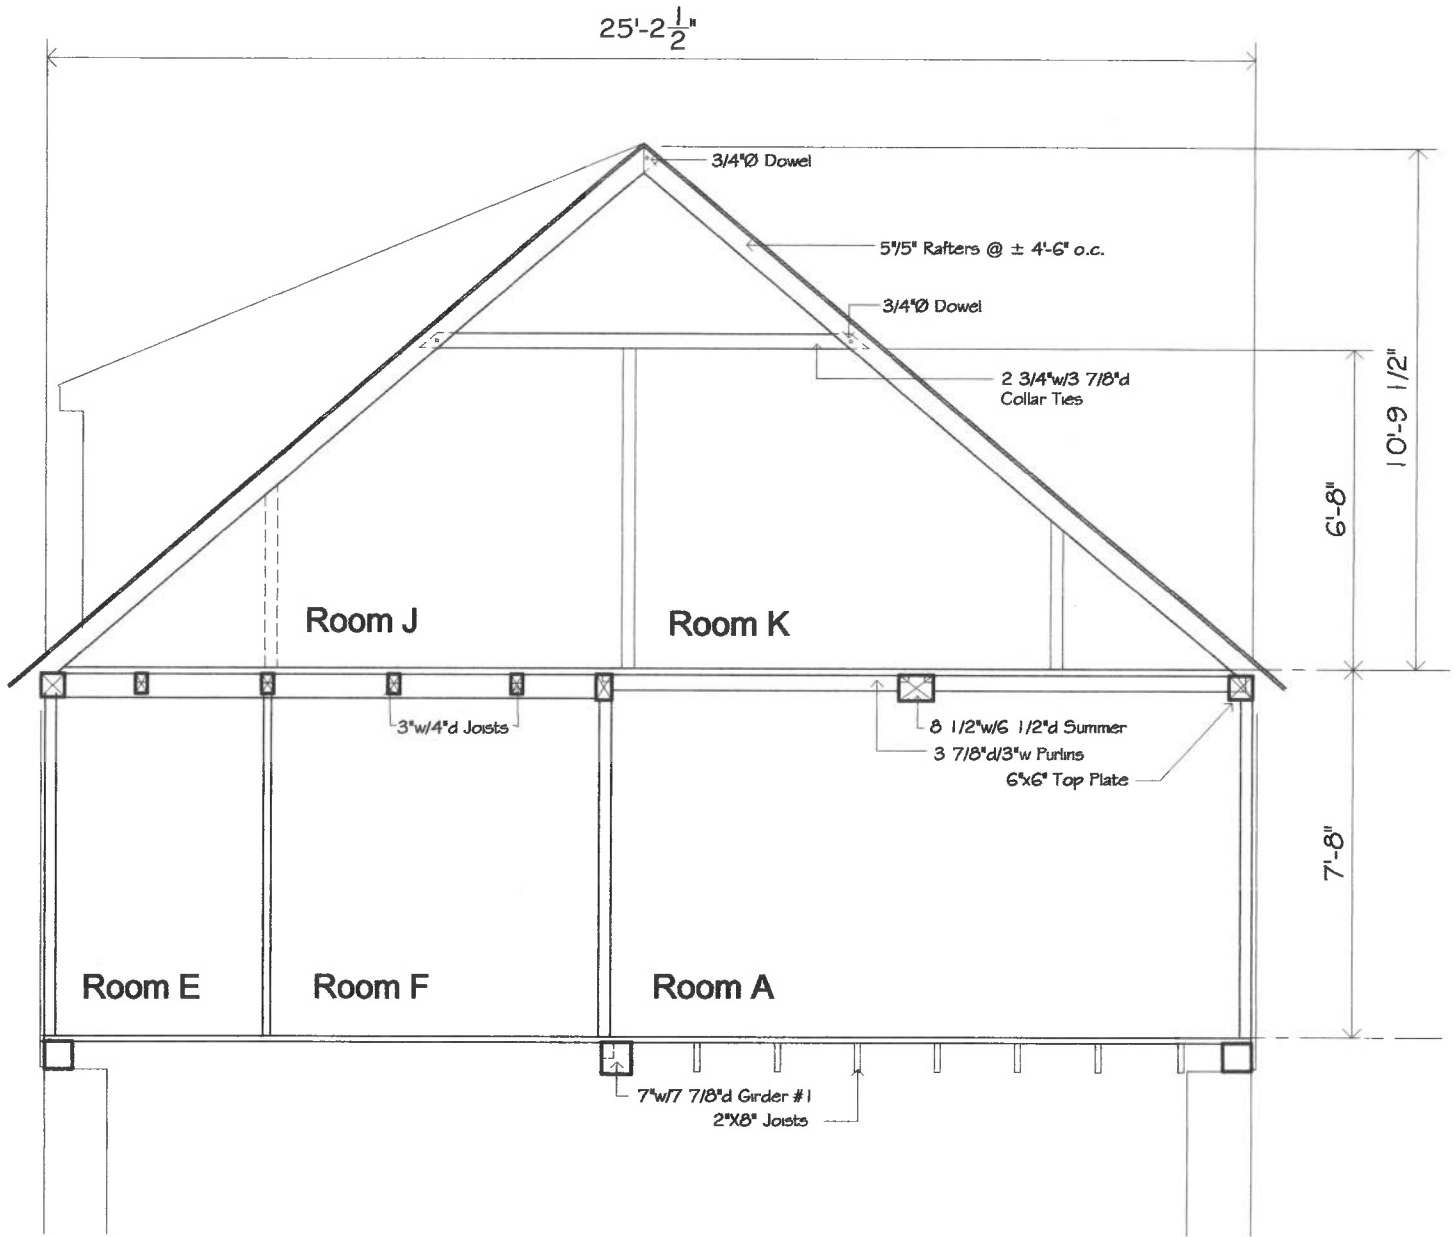 25'-2 1/2"
3/4"Ø Dowel
5"/5" Rafters @ ± 4'-6" o.c.
3/4"Ø Dowel
2 3/4"w/3 7/8"d
Collar Ties
10'-9 1/2"
6'-8"
Room J
Room K
3"w/4"d Joists
8 1/2"w/6 1/2"d Summer
3 7/8"d/3"w Purlins
6"x6" Top Plate
7'-8"
Room E
Room F
Room A
7"w/7 7/8"d Girder #1
2"X8" Joists